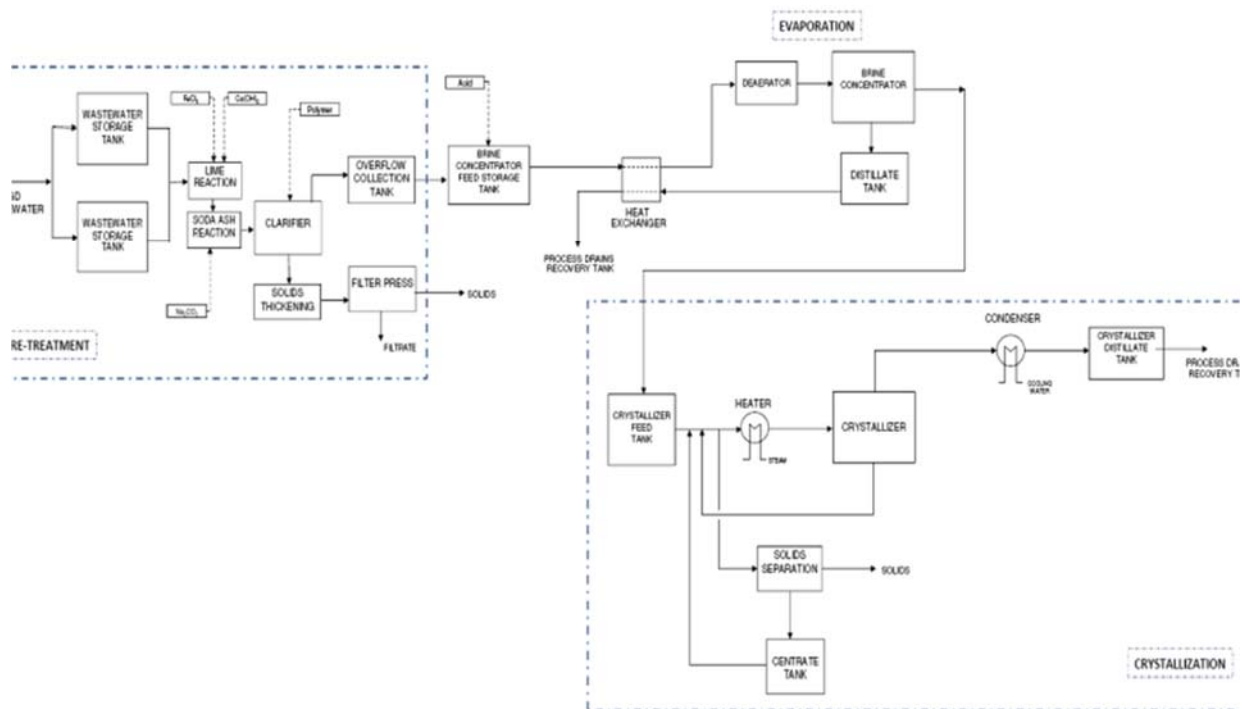 EVAPORATION
Acid
DEAERATOR
BRINE
CONCENTRATOR
WASTEWATER
STORAGE
TANK
Polymer
LIME
REACTION
OVERFLOW
COLLECTION
TANK
BRINE
CONCENTRATOR
FEED STORAGE
TANK
DISTILLATE
TANK
WATER
WASTEWATER
STORAGE
TANK
SODA ASH
REACTION
CLARIFIER
HEAT
EXCHANGER
PROCESS DRAINS
RECOVERY TANK
SOLIDS
THICKENING
FILTER PRESS
SOLIDS
Na₂CO₃
FILTRATE
RE-TREATMENT
CONDENSER
CRYSTALLIZER
DISTILLATE
TANK
PROCESS DRA
RECOVERY T
COOLING
WATER
CRYSTALLIZER
FEED
TANK
HEATER
STEAM
CRYSTALLIZER
SOLIDS
SEPARATION
SOLIDS
CENTRATE
TANK
CRYSTALLIZATION